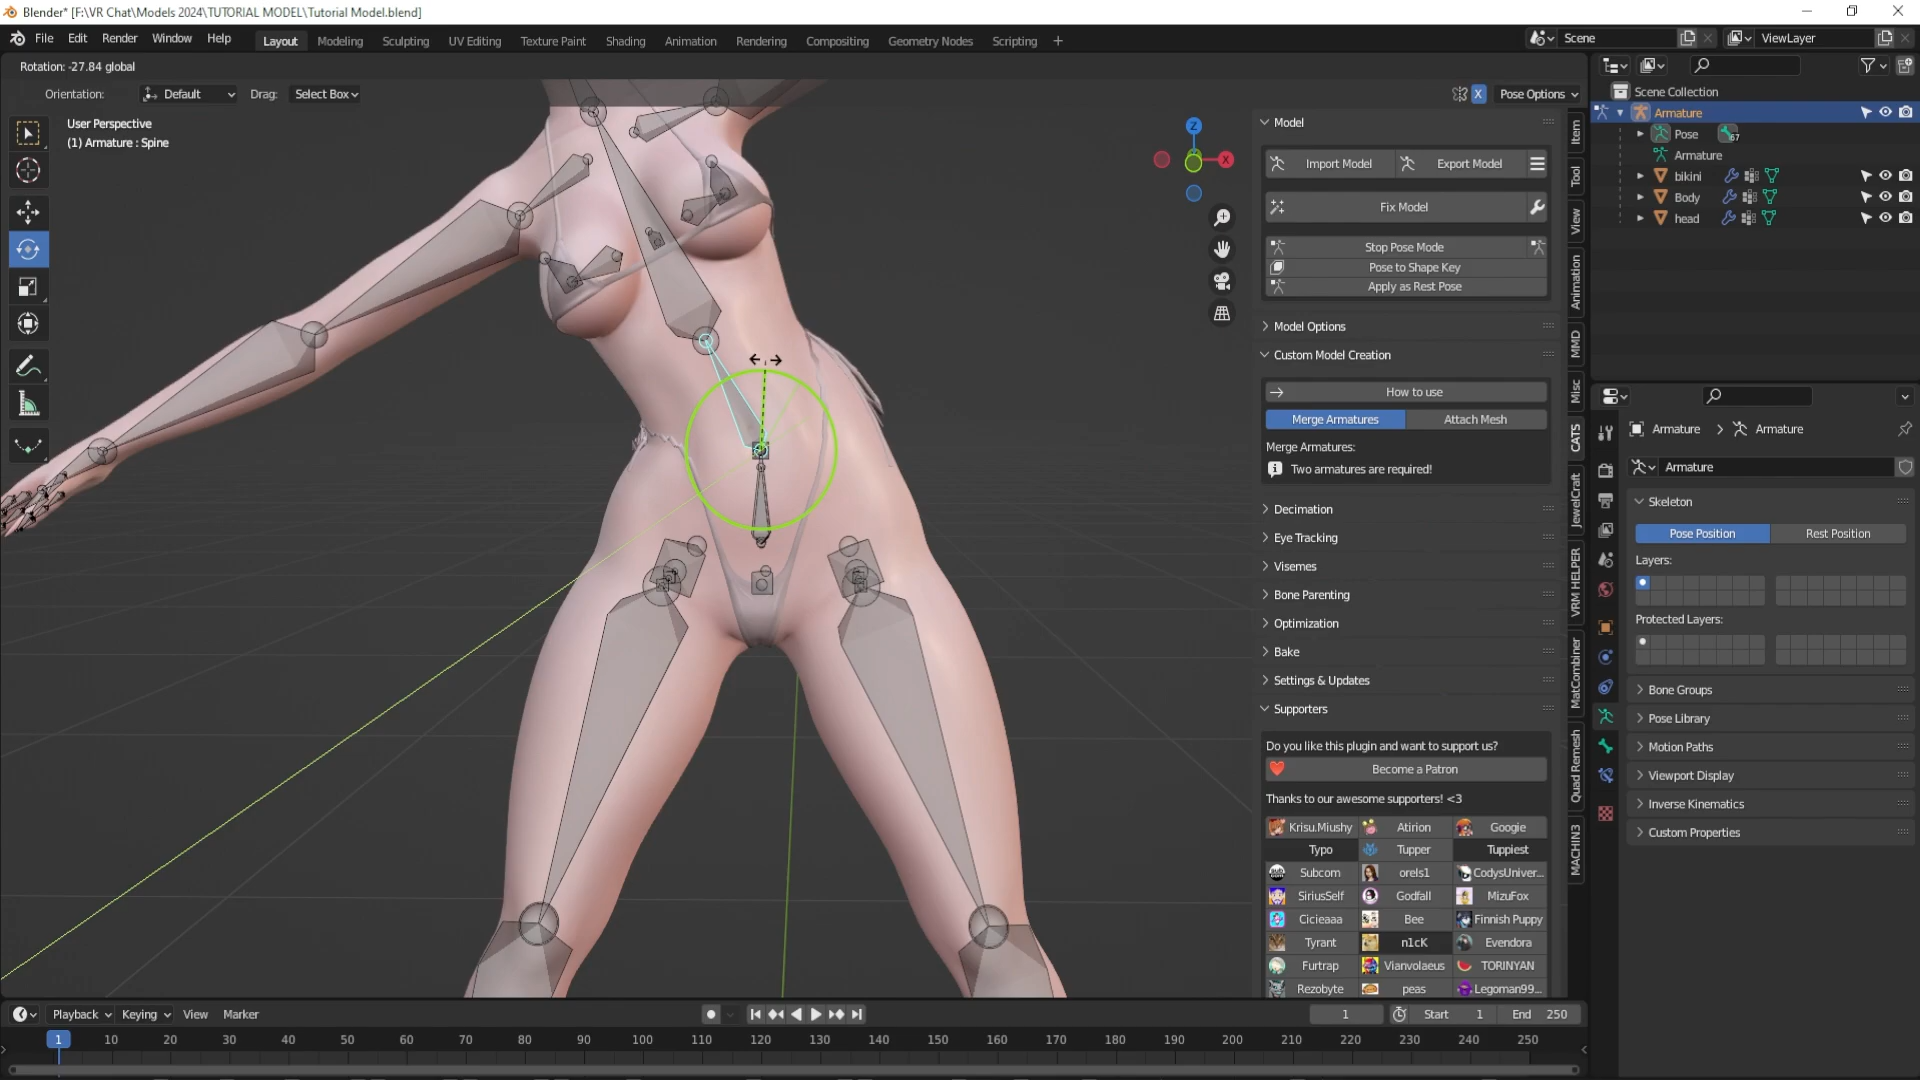 Blender* [F:\VR Chat\Models 2024\TUTORIAL MODEL\Tutorial Model.blend]
File Edit Render Window Help Layout Modeling Sculpting UV Editing Texture Paint Shading Animation Rendering Compositing Geometry Nodes Scripting + Scene ViewLayer
Rotation: -27.84 global
Orientation: Default Drag: Select Box X Pose Options
User Perspective
(1) Armature : Spine
Z
X
Model
Import Model Export Model
Fix Model
Stop Pose Mode
Pose to Shape Key
Apply as Rest Pose
Model Options
Custom Model Creation
How to use
Merge Armatures Attach Mesh
Merge Armatures:
Two armatures are required!
Decimation
Eye Tracking
Visemes
Bone Parenting
Optimization
Bake
Settings & Updates
Supporters
Do you like this plugin and want to support us?
Become a Patron
Thanks to our awesome supporters! <3
Krisu.Miushy Atirion Googie
Typo Tupper Tuppiest
Subcom orels1 CodysUniver...
SiriusSelf Godfall MizuFox
Cicieaaa Bee Finnish Puppy
Tyrant n1cK Evendora
Furtrap Vianvolaeus TORINYAN
Rezobyte peas Legoman99...
Item
Tool
View
Animation
MMD
Misc
CATS
JewelCraft
VRM HELPER
MatCombiner
Quad Remesh
MACHIN3
Scene Collection
Armature
Pose 67
Armature
bikini
Body
head
Armature > Armature
Armature
Skeleton
Pose Position Rest Position
Layers:
Protected Layers:
Bone Groups
Pose Library
Motion Paths
Viewport Display
Inverse Kinematics
Custom Properties
Playback Keying View Marker 1 Start 1 End 250
1 10 20 30 40 50 60 70 80 90 100 110 120 130 140 150 160 170 180 190 200 210 220 230 240 250